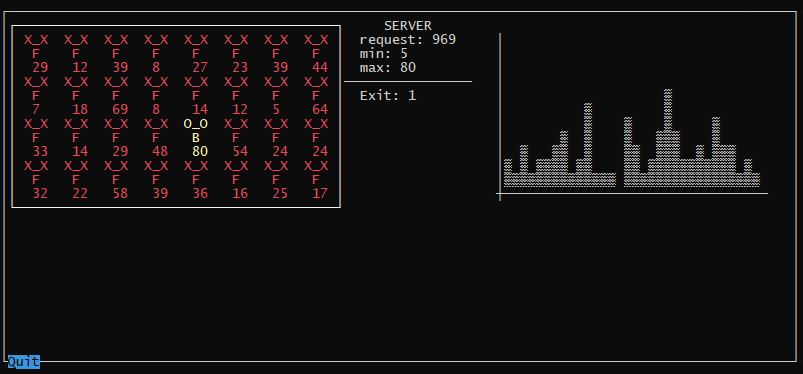 SERVER
X_X X_X X_X X_X X_X X_X X_X X_X
F F F F F F F F
29 12 39 8 27 23 39 44
X_X X_X X_X X_X X_X X_X X_X X_X
F F F F F F F F
7 18 69 8 14 12 5 64
X_X X_X X_X X_X O_O X_X X_X X_X
F F F F B F F F
33 14 29 48 80 54 24 24
X_X X_X X_X X_X X_X X_X X_X X_X
F F F F F F F F
32 22 58 39 36 16 25 17
request: 969
min: 5
max: 80
Exit: 1
Quit